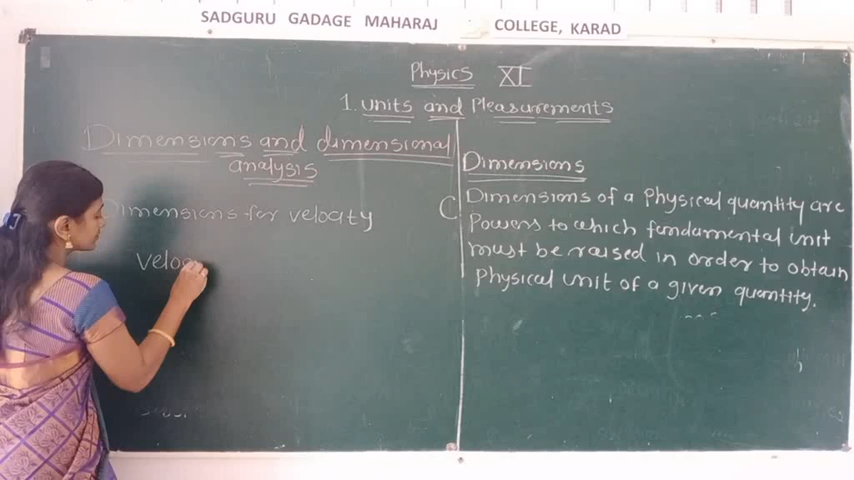 SADGURU GADAGE MAHARAJ COLLEGE, KARAD
Physics XI
1. Units and Measurements
Dimensions and dimensional
analysis
Dimensions for velocity
veloc
Dimensions
Dimensions of a Physical quantity are
Powers to which fundamental unit
must be raised in order to obtain
Physical unit of a given quantity.